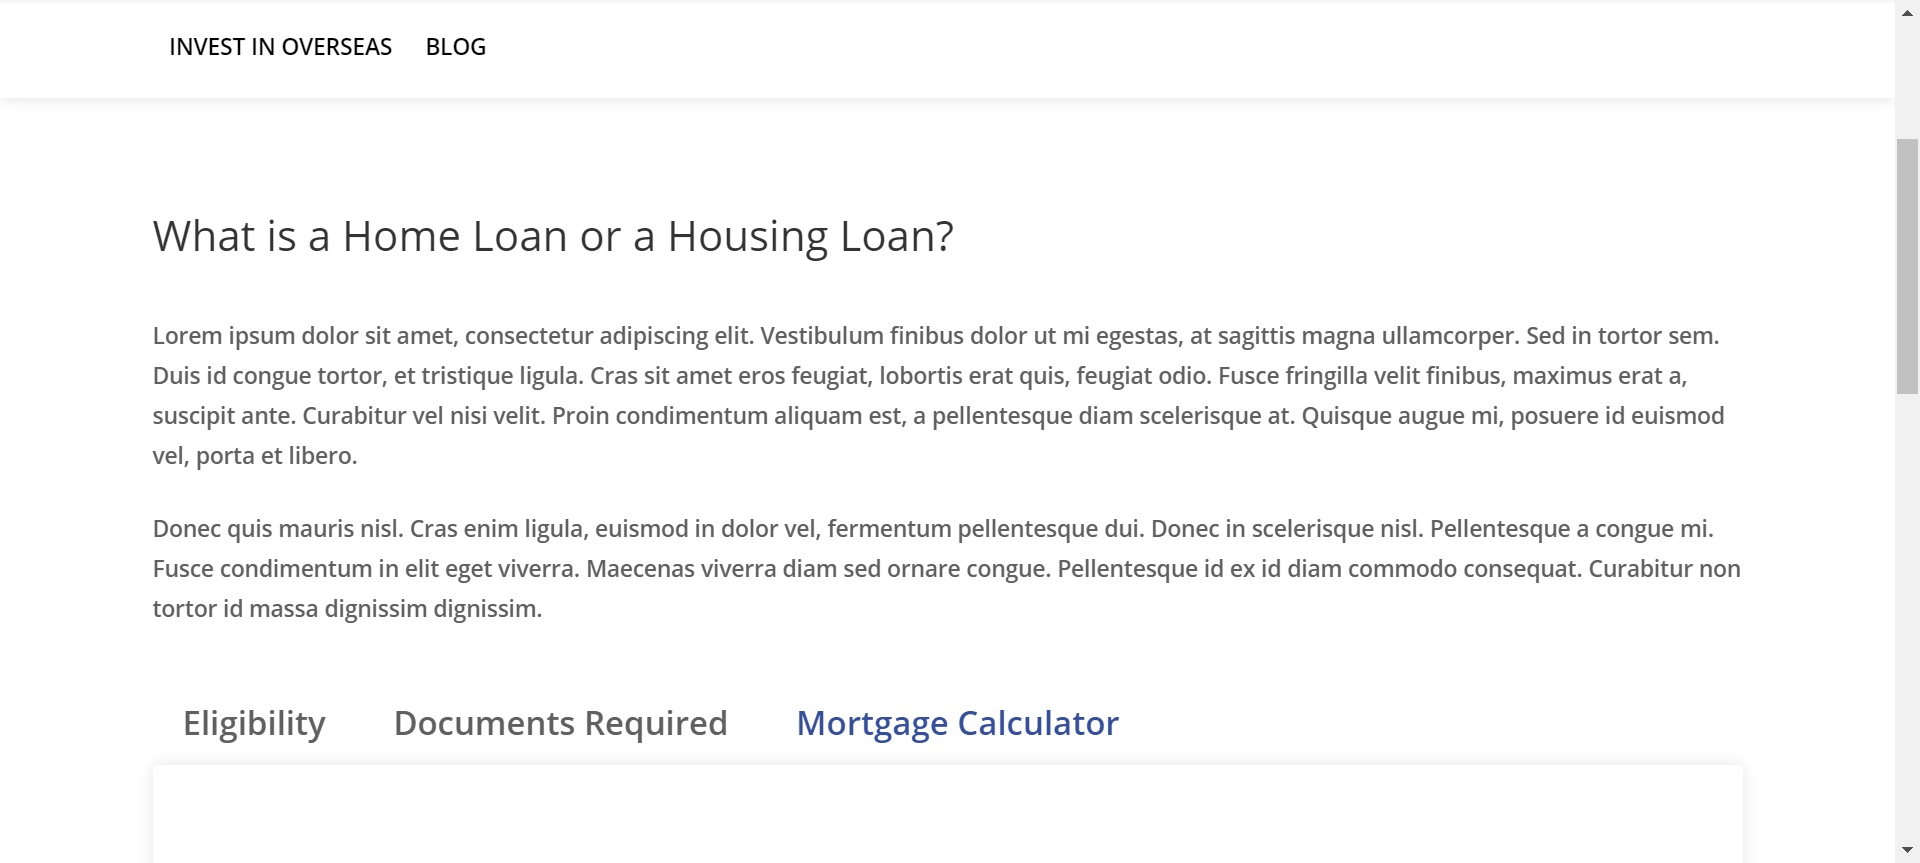 INVEST IN OVERSEAS BLOG
What is a Home Loan or a Housing Loan?
Lorem ipsum dolor sit amet, consectetur adipiscing elit. Vestibulum finibus dolor ut mi egestas, at sagittis magna ullamcorper. Sed in tortor sem.
Duis id congue tortor, et tristique ligula. Cras sit amet eros feugiat, lobortis erat quis, feugiat odio. Fusce fringilla velit finibus, maximus erat a,
suscipit ante. Curabitur vel nisi velit. Proin condimentum aliquam est, a pellentesque diam scelerisque at. Quisque augue mi, posuere id euismod
vel, porta et libero.
Donec quis mauris nisl. Cras enim ligula, euismod in dolor vel, fermentum pellentesque dui. Donec in scelerisque nisl. Pellentesque a congue mi.
Fusce condimentum in elit eget viverra. Maecenas viverra diam sed ornare congue. Pellentesque id ex id diam commodo consequat. Curabitur non
tortor id massa dignissim dignissim.
Eligibility Documents Required Mortgage Calculator